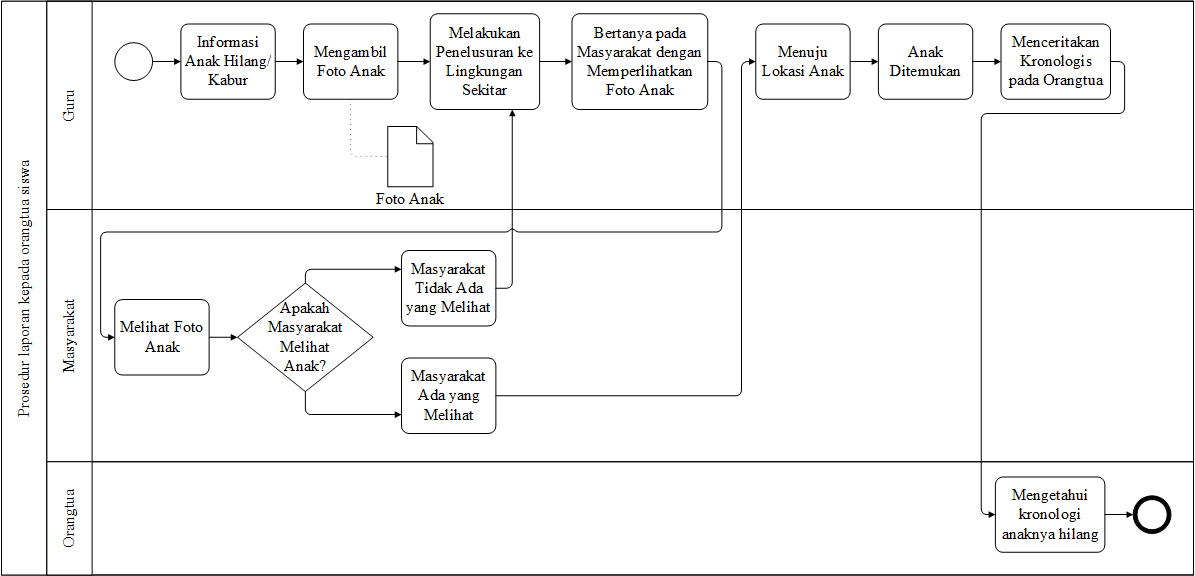 Prosedur laporan kepada orangtua siswa
Guru
Informasi
Anak Hilang/
Kabur
Mengambil
Foto Anak
Melakukan
Penelusuran ke
Lingkungan
Sekitar
Bertanya pada
Masyarakat dengan
Memperlihatkan
Foto Anak
Menuju
Lokasi Anak
Anak
Ditemukan
Menceritakan
Kronologis
pada Orangtua
Foto Anak
Masyarakat
Melihat Foto
Anak
Apakah
Masyarakat
Melihat
Anak?
Masyarakat
Tidak Ada
yang Melihat
Masyarakat
Ada yang
Melihat
Orangtua
Mengetahui
kronologi
anaknya hilang